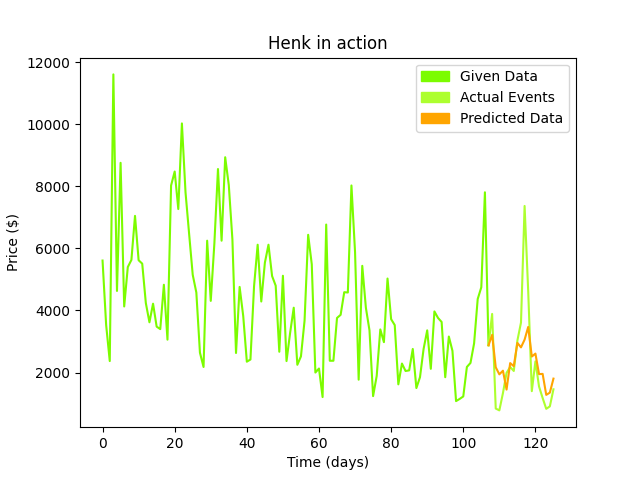 Henk in action
Given Data
Actual Events
Predicted Data
Price ($)
12000
10000
8000
6000
4000
2000
0 20 40 60 80 100 120
Time (days)